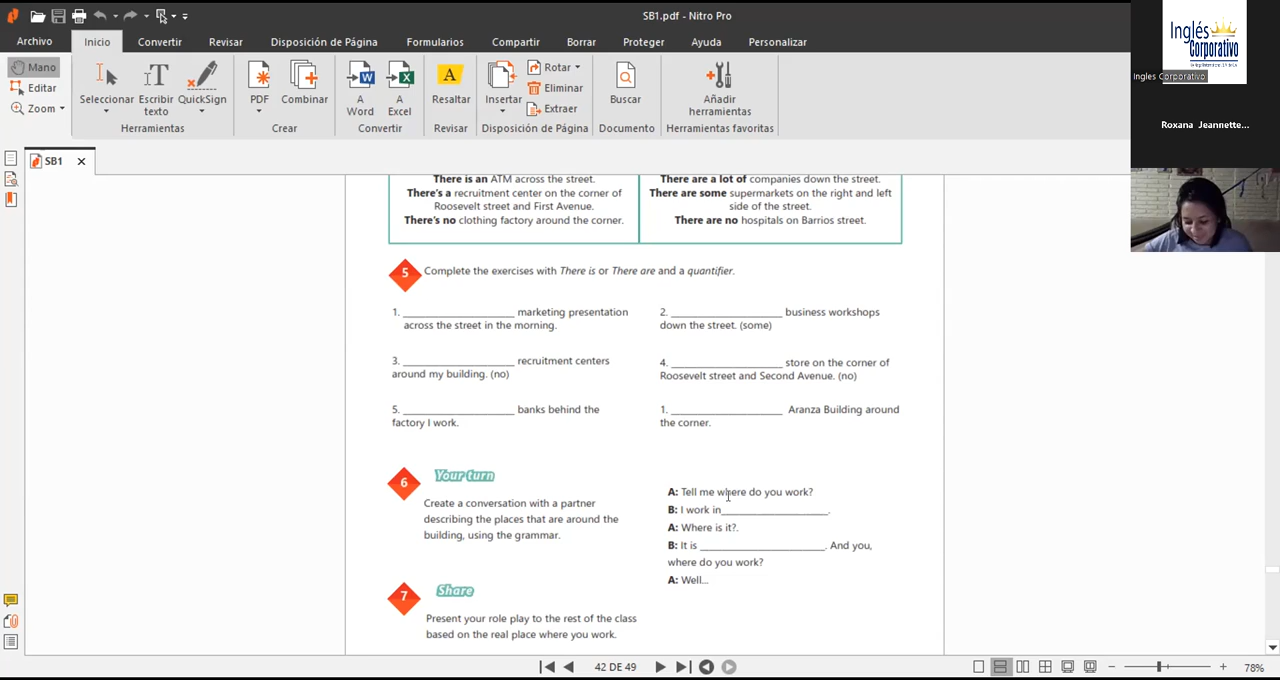 SB1.pdf - Nitro Pro
Archivo Inicio Convertir Revisar Disposición de Página Formularios Compartir Borrar Proteger Ayuda Personalizar
Mano
Editar
Zoom
Seleccionar
Escribir texto
QuickSign
Herramientas
PDF
Combinar
Crear
A Word
A Excel
Convertir
Resaltar
Revisar
Insertar
Rotar
Eliminar
Extraer
Disposición de Página
Buscar
Documento
Añadir herramientas
Herramientas favoritas
Inglés
Corporativo
Ingles Corporativo
Roxana Jeannette...
SB1
There is an ATM across the street.
There's a recruitment center on the corner of
Roosevelt street and First Avenue.
There's no clothing factory around the corner.
There are a lot of companies down the street.
There are some supermarkets on the right and left
side of the street.
There are no hospitals on Barrios street.
5 Complete the exercises with There is or There are and a quantifier.
1. ____________________ marketing presentation
across the street in the morning.
2. ____________________ business workshops
down the street. (some)
3. ____________________ recruitment centers
around my building. (no)
4. ____________________ store on the corner of
Roosevelt street and Second Avenue. (no)
5. ____________________ banks behind the
factory I work.
1. ____________________ Aranza Building around
the corner.
6 Your turn
Create a conversation with a partner
describing the places that are around the
building, using the grammar.
A: Tell me where do you work?
B: I work in____________________.
A: Where is it?.
B: It is ______________________. And you,
where do you work?
A: Well...
7 Share
Present your role play to the rest of the class
based on the real place where you work.
42 DE 49
78%